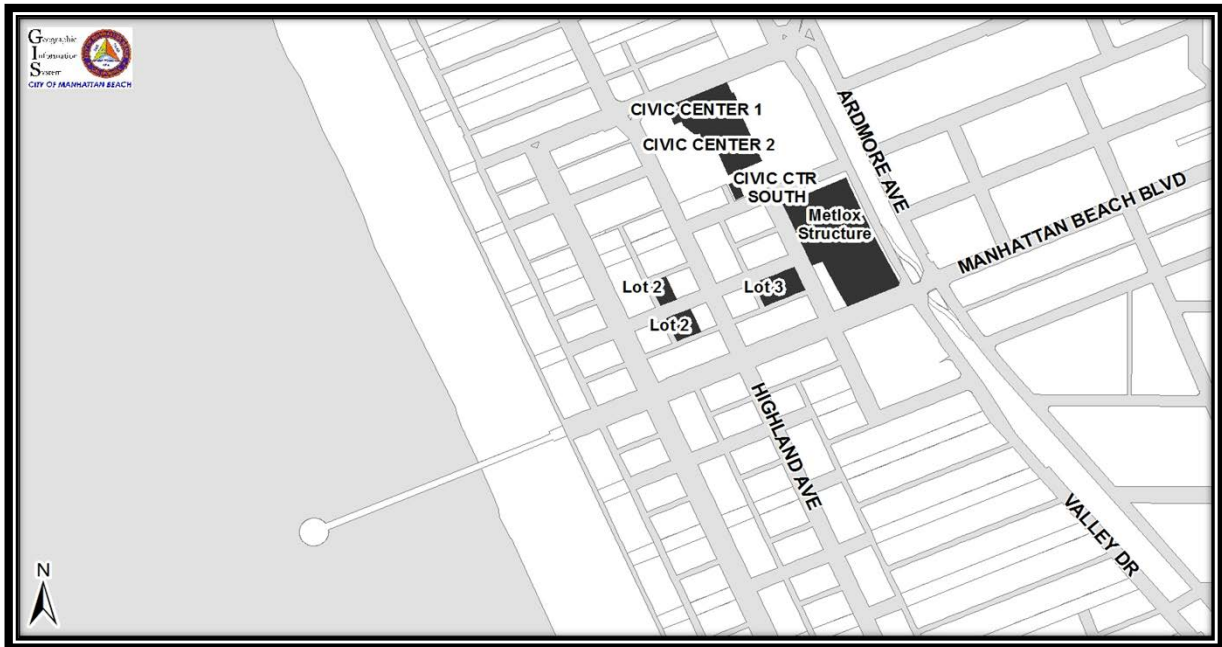 Geographic
Information
System
CITY OF MANHATTAN BEACH
CIVIC CENTER 1
CIVIC CENTER 2
CIVIC CTR
SOUTH
Metlox
Structure
ARDMORE AVE
MANHATTAN BEACH BLVD
Lot 2
Lot 3
Lot 2
HIGHLAND AVE
VALLEY DR
N